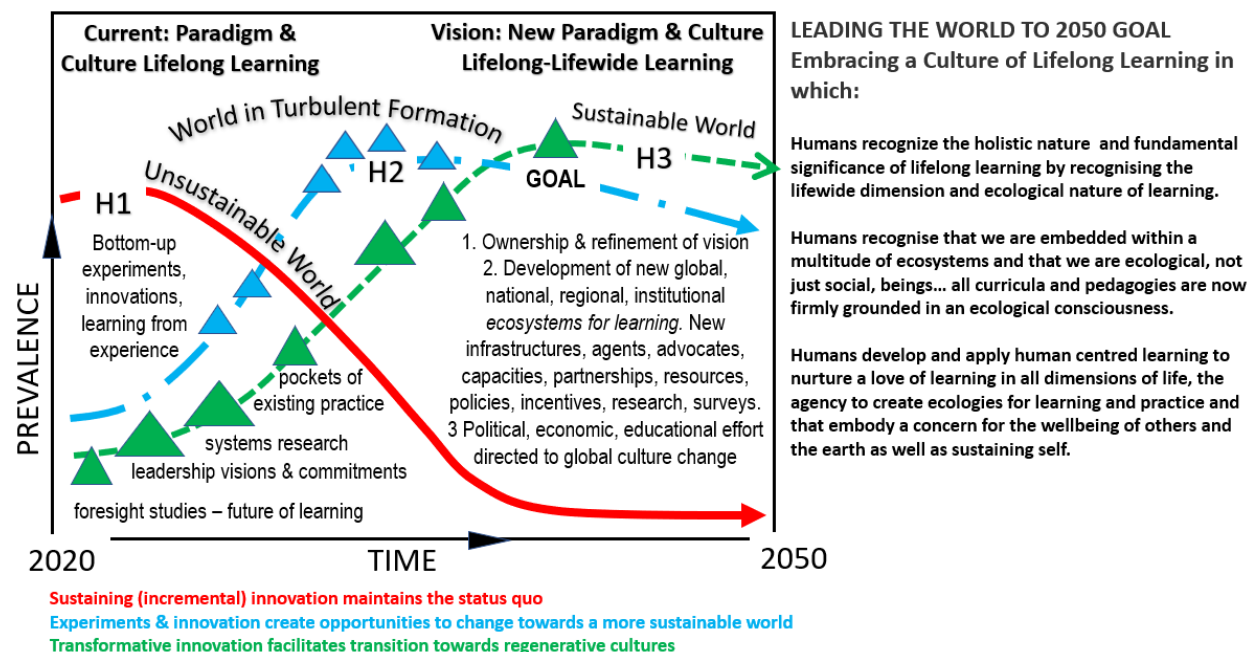 Current: Paradigm &
Culture Lifelong Learning
Vision: New Paradigm & Culture
Lifelong-Lifewide Learning
World in Turbulent Formation
Sustainable World
Unsustainable World
H1
H2
H3
GOAL
Bottom-up
experiments,
innovations,
learning from
experience
pockets of
existing practice
systems research
leadership visions & commitments
foresight studies – future of learning
1. Ownership & refinement of vision
2. Development of new global,
national, regional, institutional
ecosystems for learning. New
infrastructures, agents, advocates,
capacities, partnerships, resources,
policies, incentives, research, surveys.
3 Political, economic, educational effort
directed to global culture change
PREVALENCE
2020
TIME
2050
Sustaining (incremental) innovation maintains the status quo
Experiments & innovation create opportunities to change towards a more sustainable world
Transformative innovation facilitates transition towards regenerative cultures
LEADING THE WORLD TO 2050 GOAL
Embracing a Culture of Lifelong Learning in
which:
Humans recognize the holistic nature and fundamental
significance of lifelong learning by recognising the
lifewide dimension and ecological nature of learning.
Humans recognise that we are embedded within a
multitude of ecosystems and that we are ecological, not
just social, beings… all curricula and pedagogies are now
firmly grounded in an ecological consciousness.
Humans develop and apply human centred learning to
nurture a love of learning in all dimensions of life, the
agency to create ecologies for learning and practice and
that embody a concern for the wellbeing of others and
the earth as well as sustaining self.